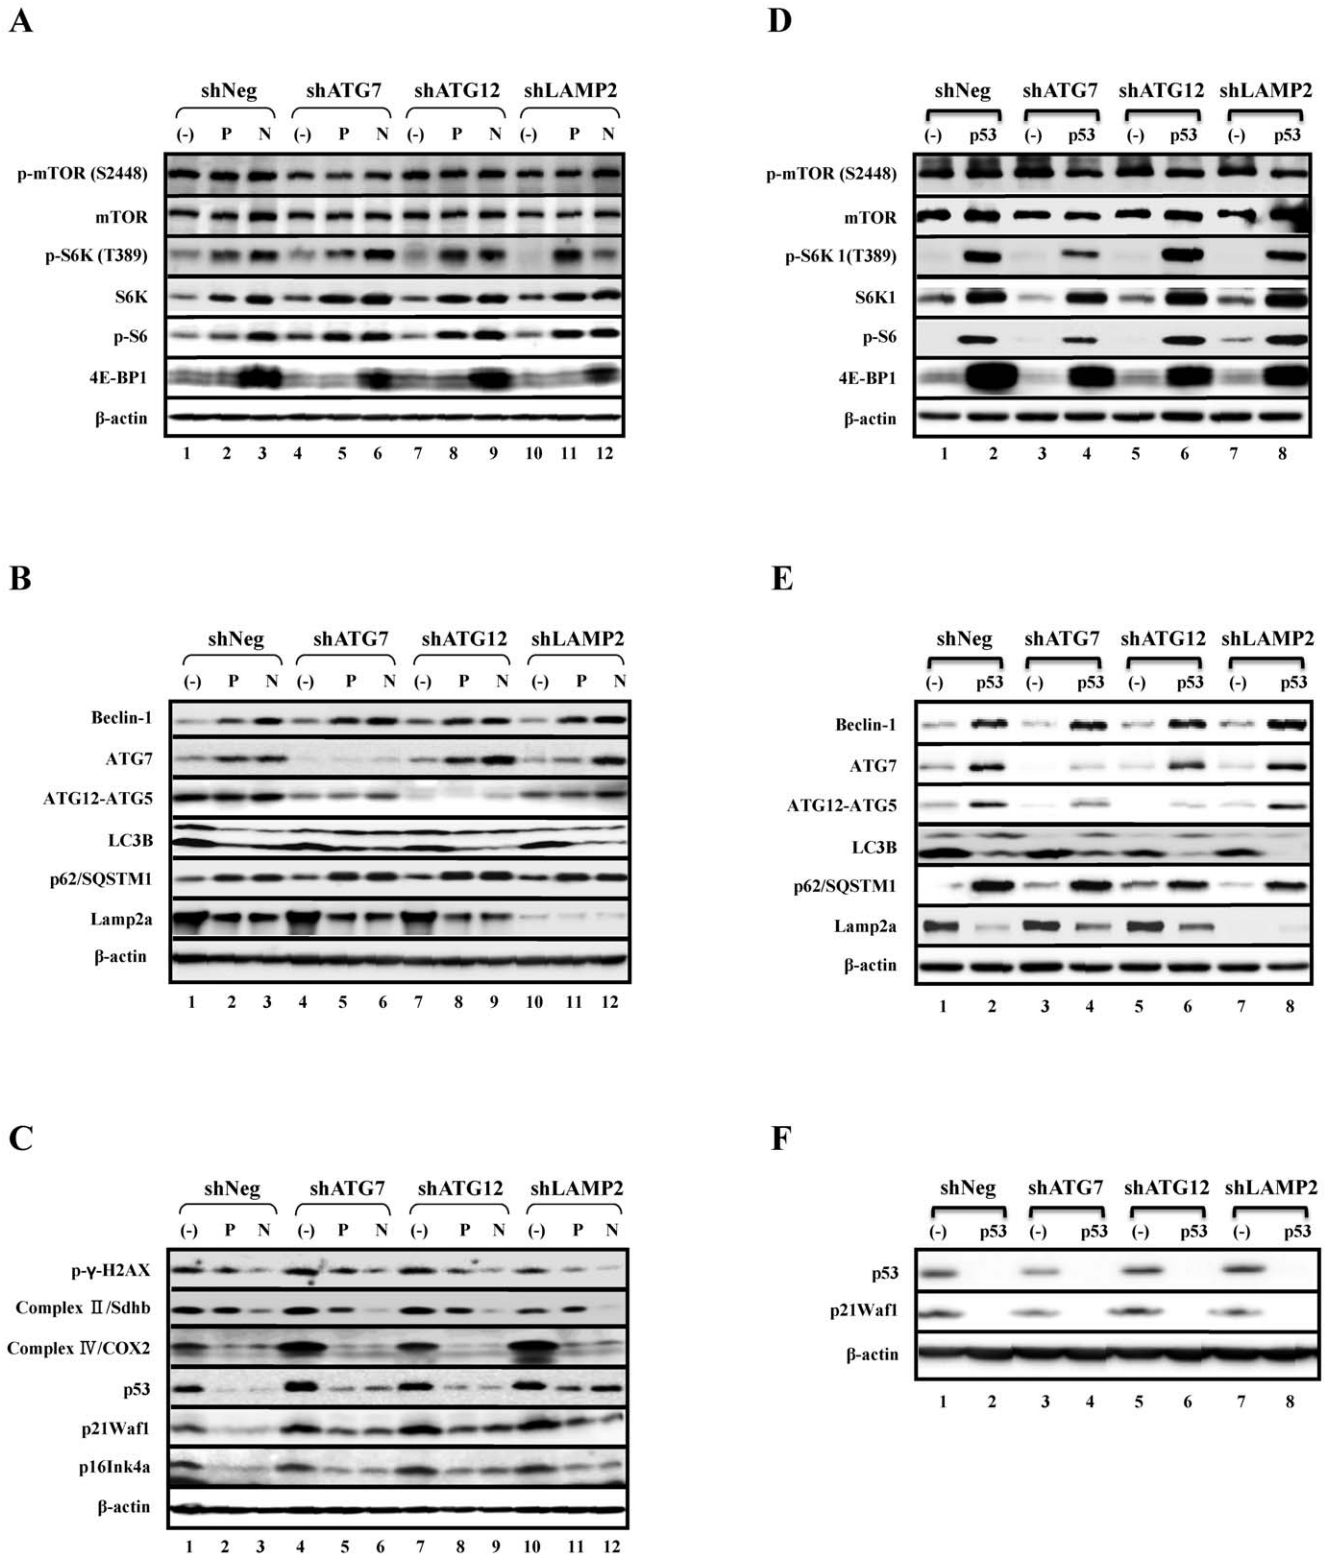 A
shNeg shATG7 shATG12 shLAMP2
(-) P N (-) P N (-) P N (-) P N
p-mTOR (S2448)
mTOR
p-S6K (T389)
S6K
p-S6
4E-BP1
β-actin
1 2 3 4 5 6 7 8 9 10 11 12
D
shNeg shATG7 shATG12 shLAMP2
(-) p53 (-) p53 (-) p53 (-) p53
p-mTOR (S2448)
mTOR
p-S6K 1(T389)
S6K1
p-S6
4E-BP1
β-actin
1 2 3 4 5 6 7 8
B
shNeg shATG7 shATG12 shLAMP2
(-) P N (-) P N (-) P N (-) P N
Beclin-1
ATG7
ATG12-ATG5
LC3B
p62/SQSTM1
Lamp2a
β-actin
1 2 3 4 5 6 7 8 9 10 11 12
E
shNeg shATG7 shATG12 shLAMP2
(-) p53 (-) p53 (-) p53 (-) p53
Beclin-1
ATG7
ATG12-ATG5
LC3B
p62/SQSTM1
Lamp2a
β-actin
1 2 3 4 5 6 7 8
C
shNeg shATG7 shATG12 shLAMP2
(-) P N (-) P N (-) P N (-) P N
p-γ-H2AX
Complex Ⅱ/Sdhb
Complex Ⅳ/COX2
p53
p21Waf1
p16Ink4a
β-actin
1 2 3 4 5 6 7 8 9 10 11 12
F
shNeg shATG7 shATG12 shLAMP2
(-) p53 (-) p53 (-) p53 (-) p53
p53
p21Waf1
β-actin
1 2 3 4 5 6 7 8